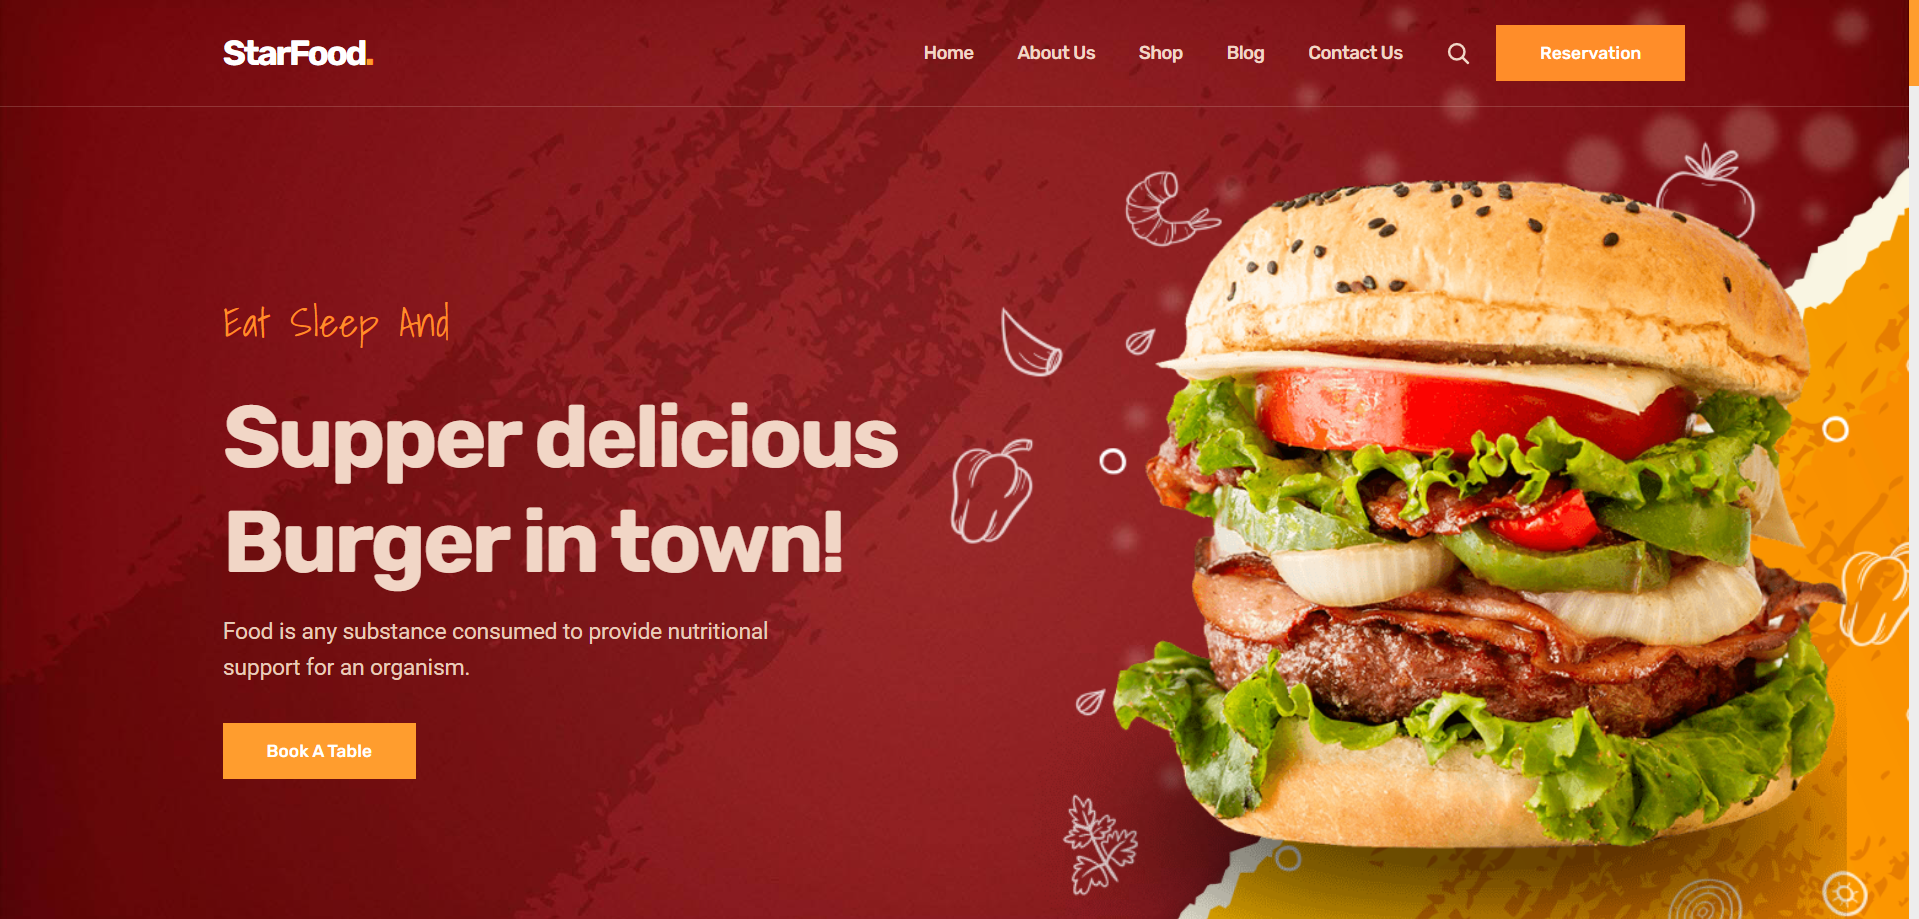 StarFood.
Home About Us Shop Blog Contact Us Reservation
Eat Sleep And
Supper delicious
Burger in town!
Food is any substance consumed to provide nutritional
support for an organism.
Book A Table